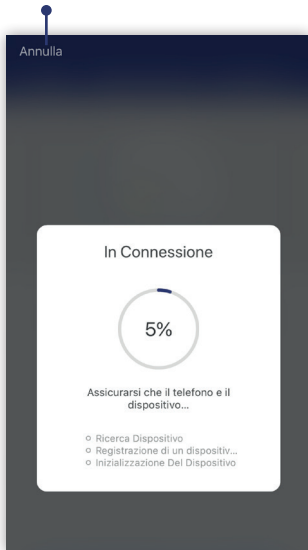 Annulla
In Connessione
5%
Assicurarsi che il telefono e il
dispositivo...
Ricerca Dispositivo
Registrazione di un dispositiv...
Inizializzazione Del Dispositivo